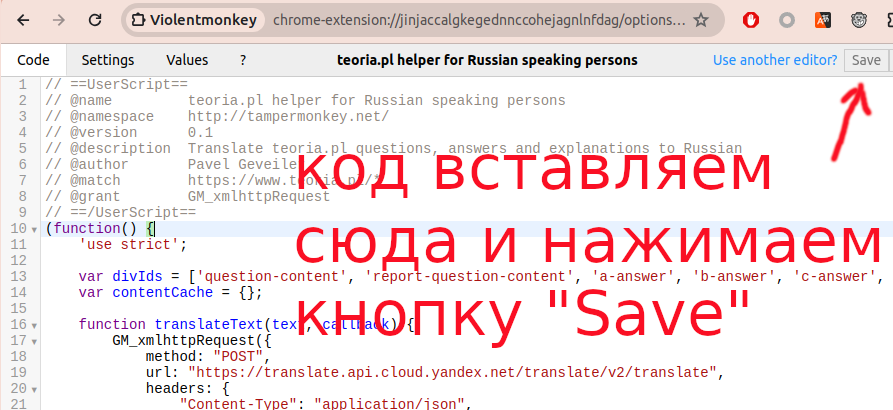 Violentmonkey chrome-extension://jinjaccalgkegednnccohejagnlnfdag/options...
Code Settings Values ? teoria.pl helper for Russian speaking persons Use another editor? Save
1 // ==UserScript==
2 // @name teoria.pl helper for Russian speaking persons
3 // @namespace http://tampermonkey.net/
4 // @version 0.1
5 // @description Translate teoria.pl questions, answers and explanations to Russian
6 // @author Pavel Geveiler
7 // @match https://www.teoria.pl/*
8 // @grant GM_xmlhttpRequest
9 // ==/UserScript==
10 (function() {
11 'use strict';
12
13 var divIds = ['question-content', 'report-question-content', 'a-answer', 'b-answer', 'c-answer',
14 var contentCache = {};
15
16 function translateText(text, callback) {
17 GM_xmlhttpRequest({
18 method: "POST",
19 url: "https://translate.api.cloud.yandex.net/translate/v2/translate",
20 headers: {
21 "Content-Type": "application/json",
код вставляем
сюда и нажимаем
кнопку "Save"